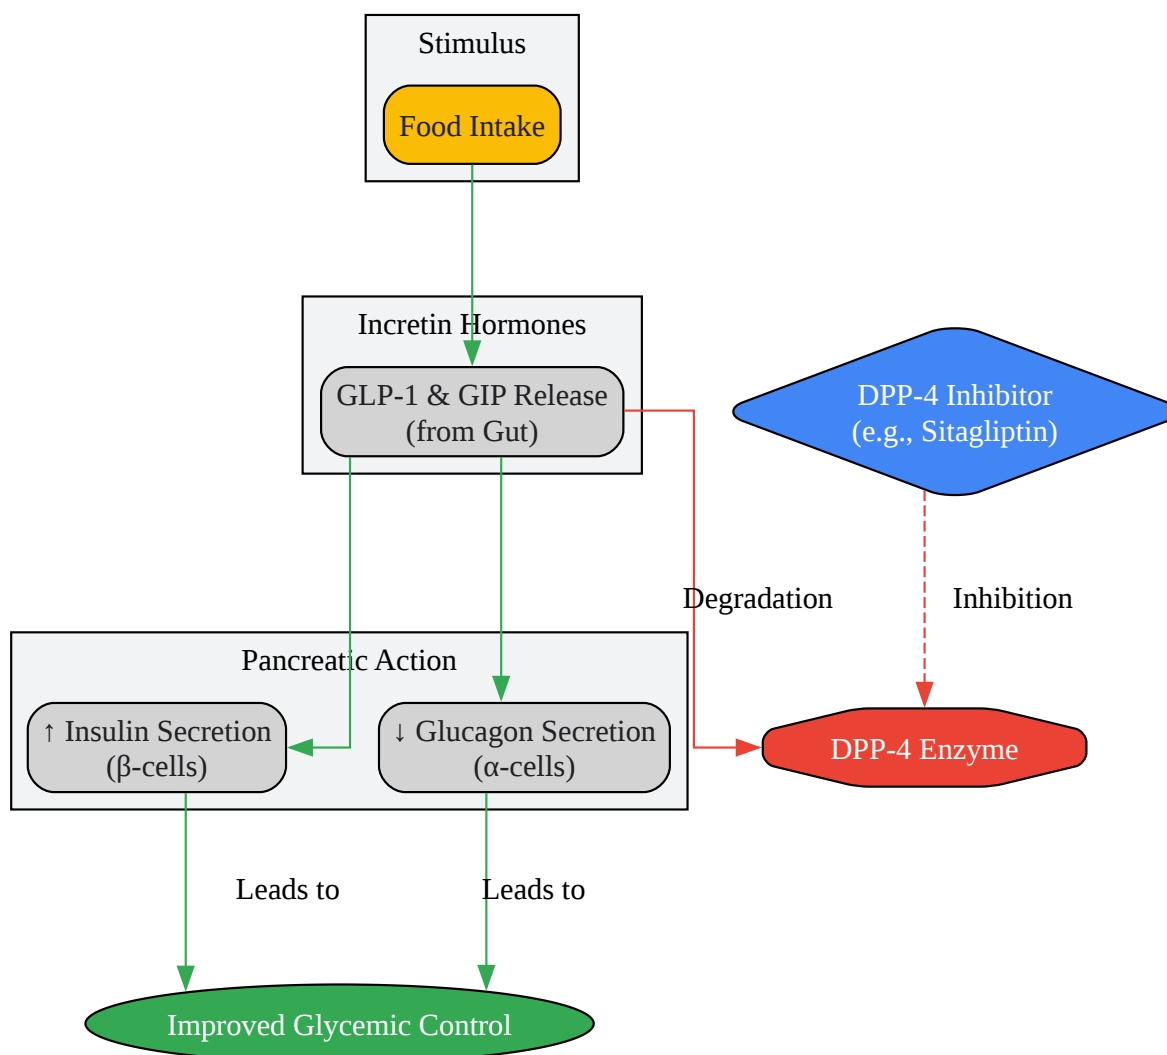 Stimulus
Food Intake
Incretin Hormones
GLP-1 & GIP Release
(from Gut)
DPP-4 Inhibitor
(e.g., Sitagliptin)
Degradation
Inhibition
Pancreatic Action
↑ Insulin Secretion
(β-cells)
↓ Glucagon Secretion
(α-cells)
DPP-4 Enzyme
Leads to
Leads to
Improved Glycemic Control